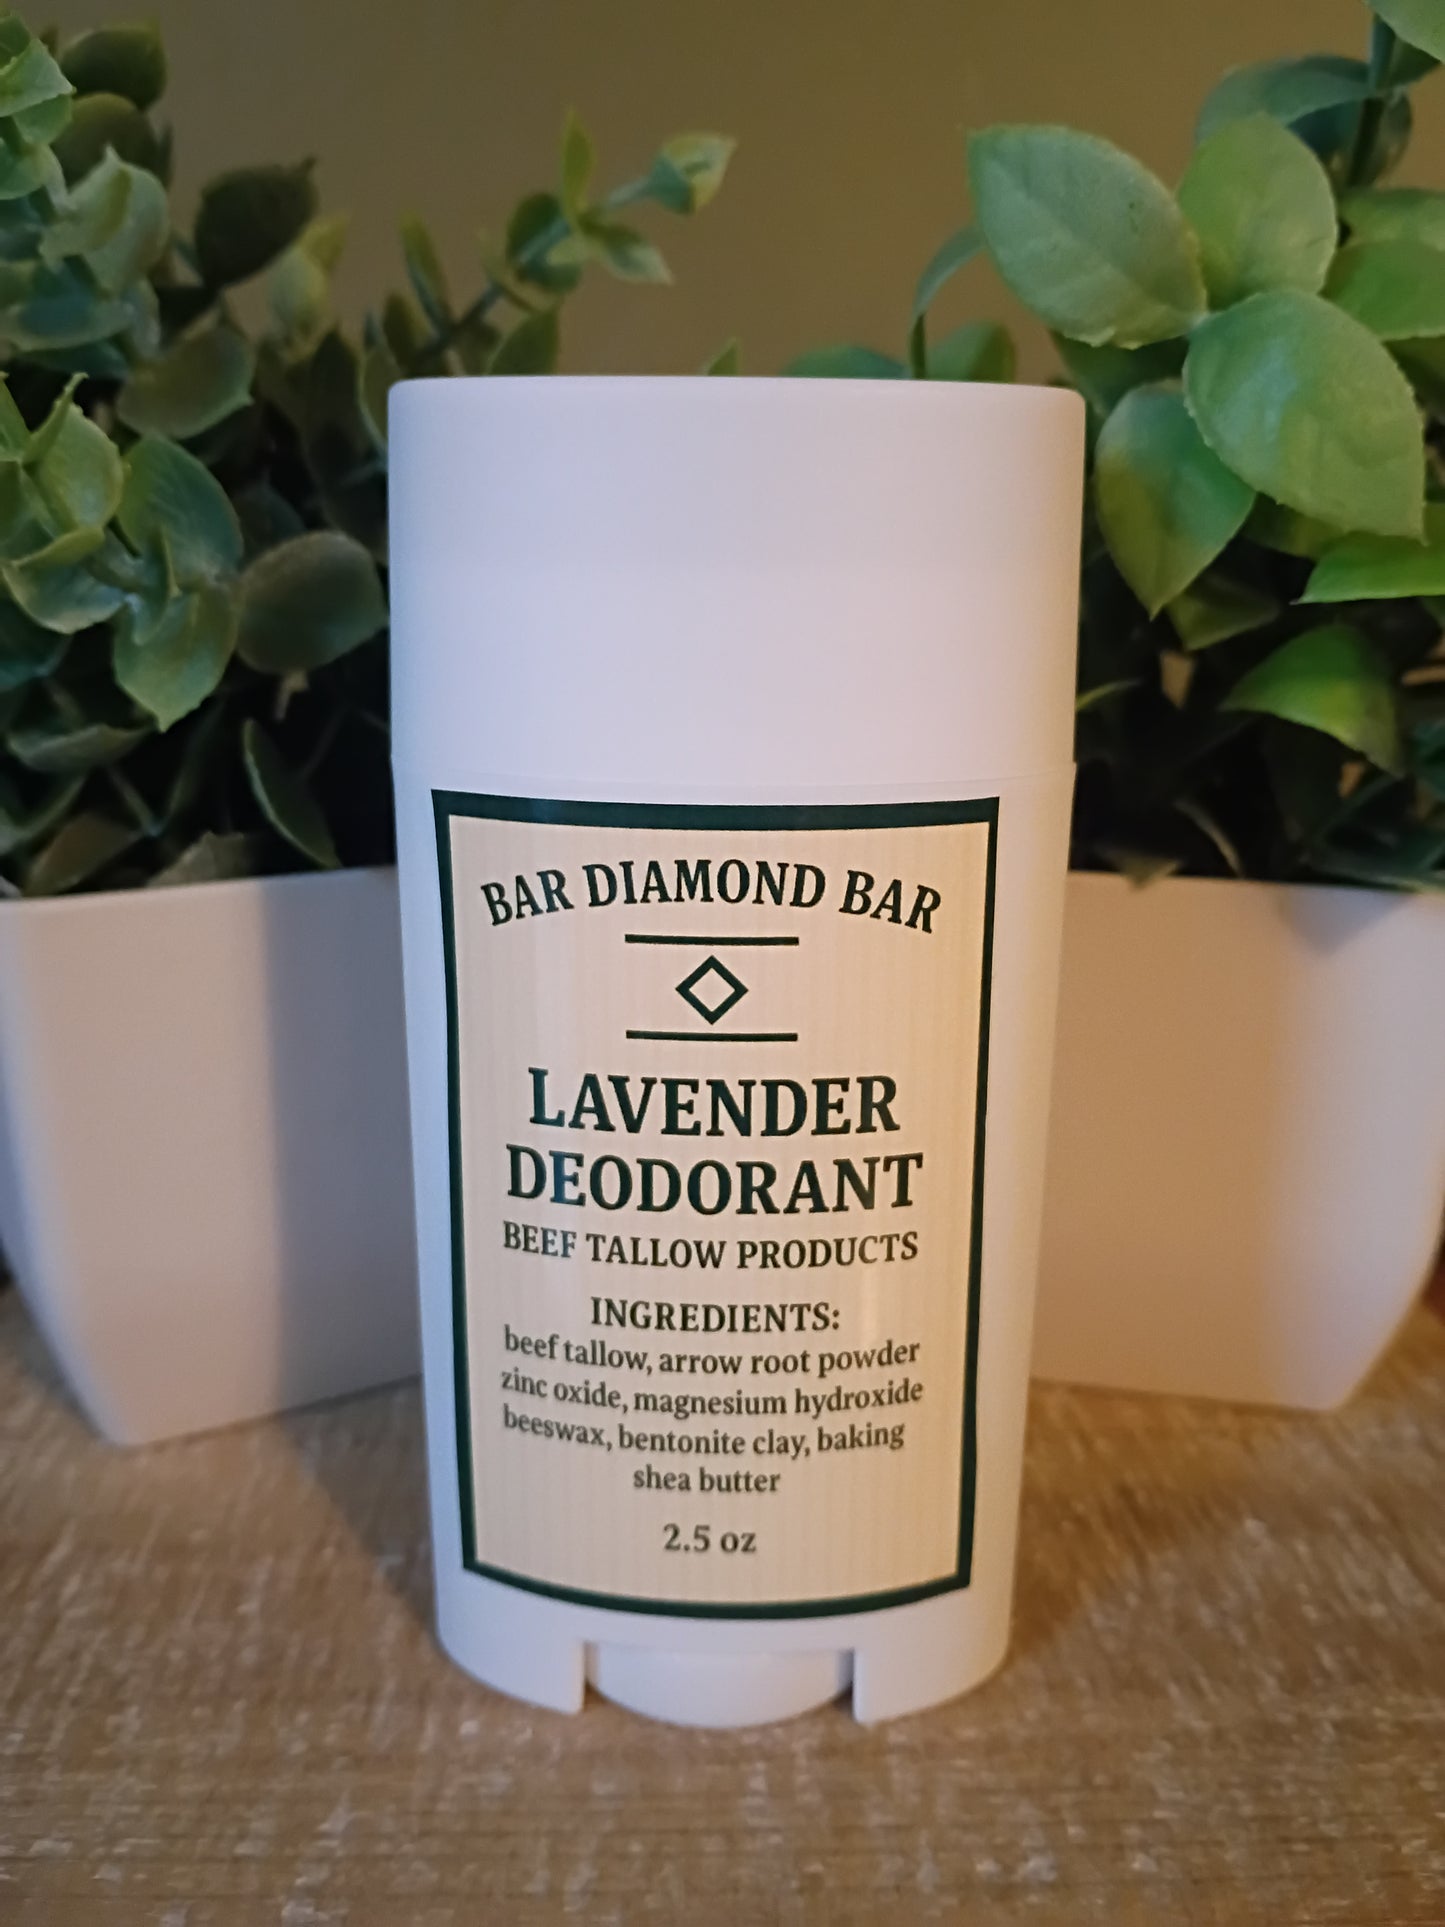 BAR DIAMOND BAR
LAVENDER
DEODORANT
BEEF TALLOW PRODUCTS
INGREDIENTS:
beef tallow, arrow root powder
zinc oxide, magnesium hydroxide
beeswax, bentonite clay, baking
shea butter
2.5 oz